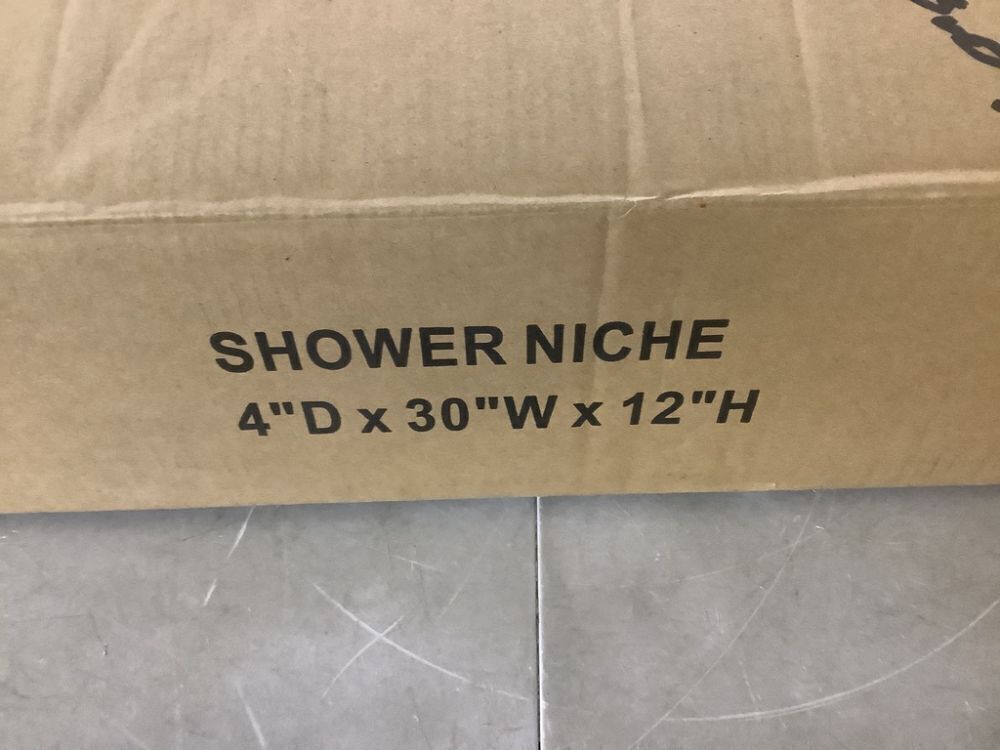 SHOWER NICHE
4"D x 30"W x 12"H